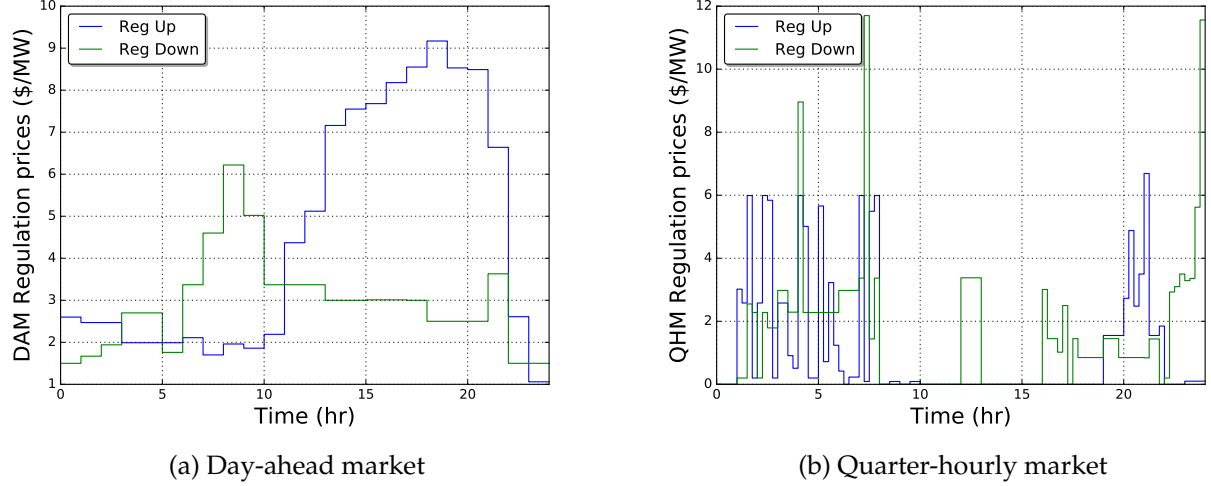 10
9
8
7
6
5
4
3
2
1
0
5
10
15
20
DAM Regulation prices ($/MW)
Time (hr)
Reg Up
Reg Down
(a) Day-ahead market
12
10
8
6
4
2
0
0
5
10
15
20
QHM Regulation prices ($/MW)
Time (hr)
Reg Up
Reg Down
(b) Quarter-hourly market